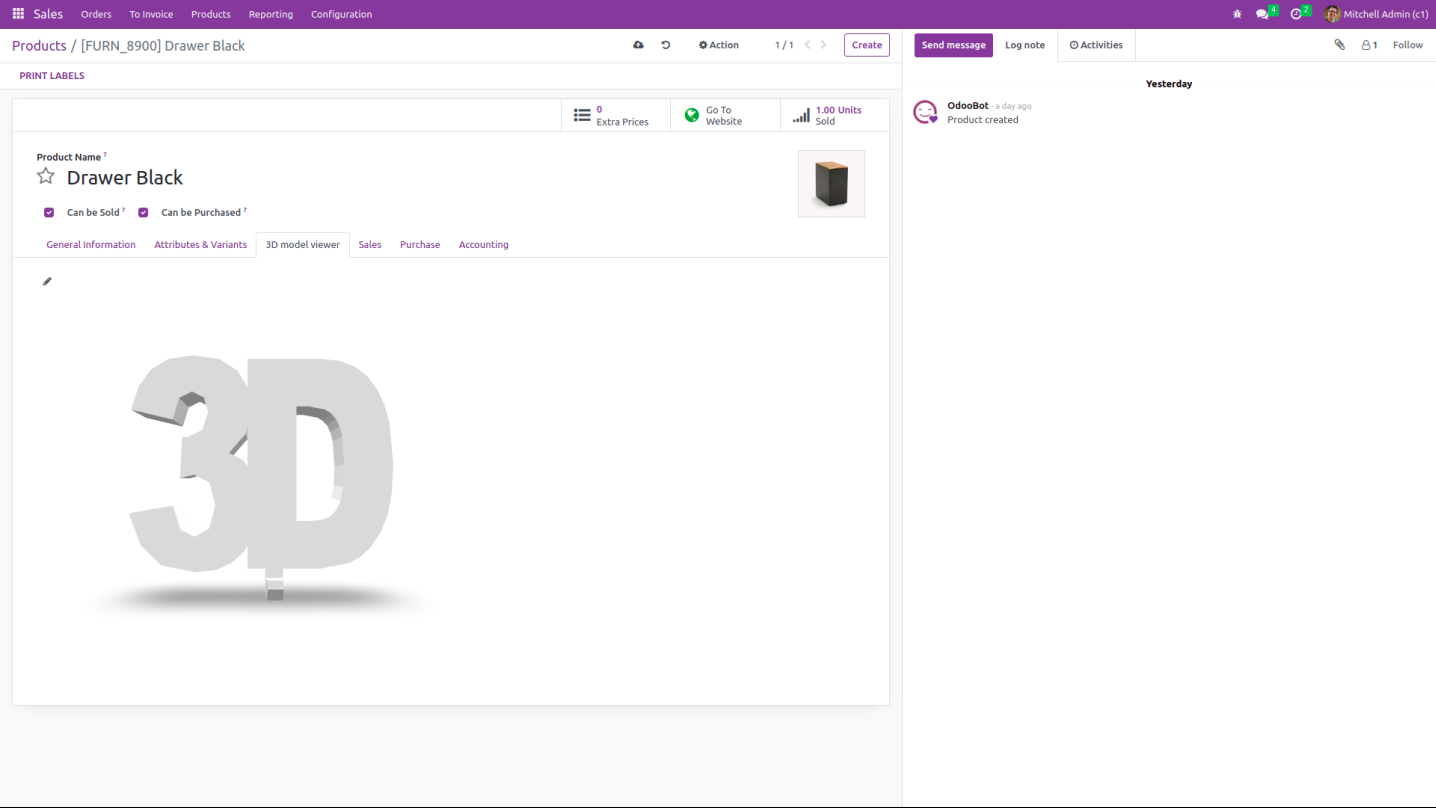 Sales Orders To Invoice Products Reporting Configuration 4 2 Mitchell Admin (c1)
Products / [FURN_8900] Drawer Black Action 1 / 1 Create
Send message Log note Activities 1 Follow
PRINT LABELS
Yesterday
0
Extra Prices
Go To
Website
1.00 Units
Sold
OdooBot - a day ago
Product created
Product Name ?
Drawer Black
Can be Sold ? Can be Purchased ?
General Information Attributes & Variants 3D model viewer Sales Purchase Accounting
3D